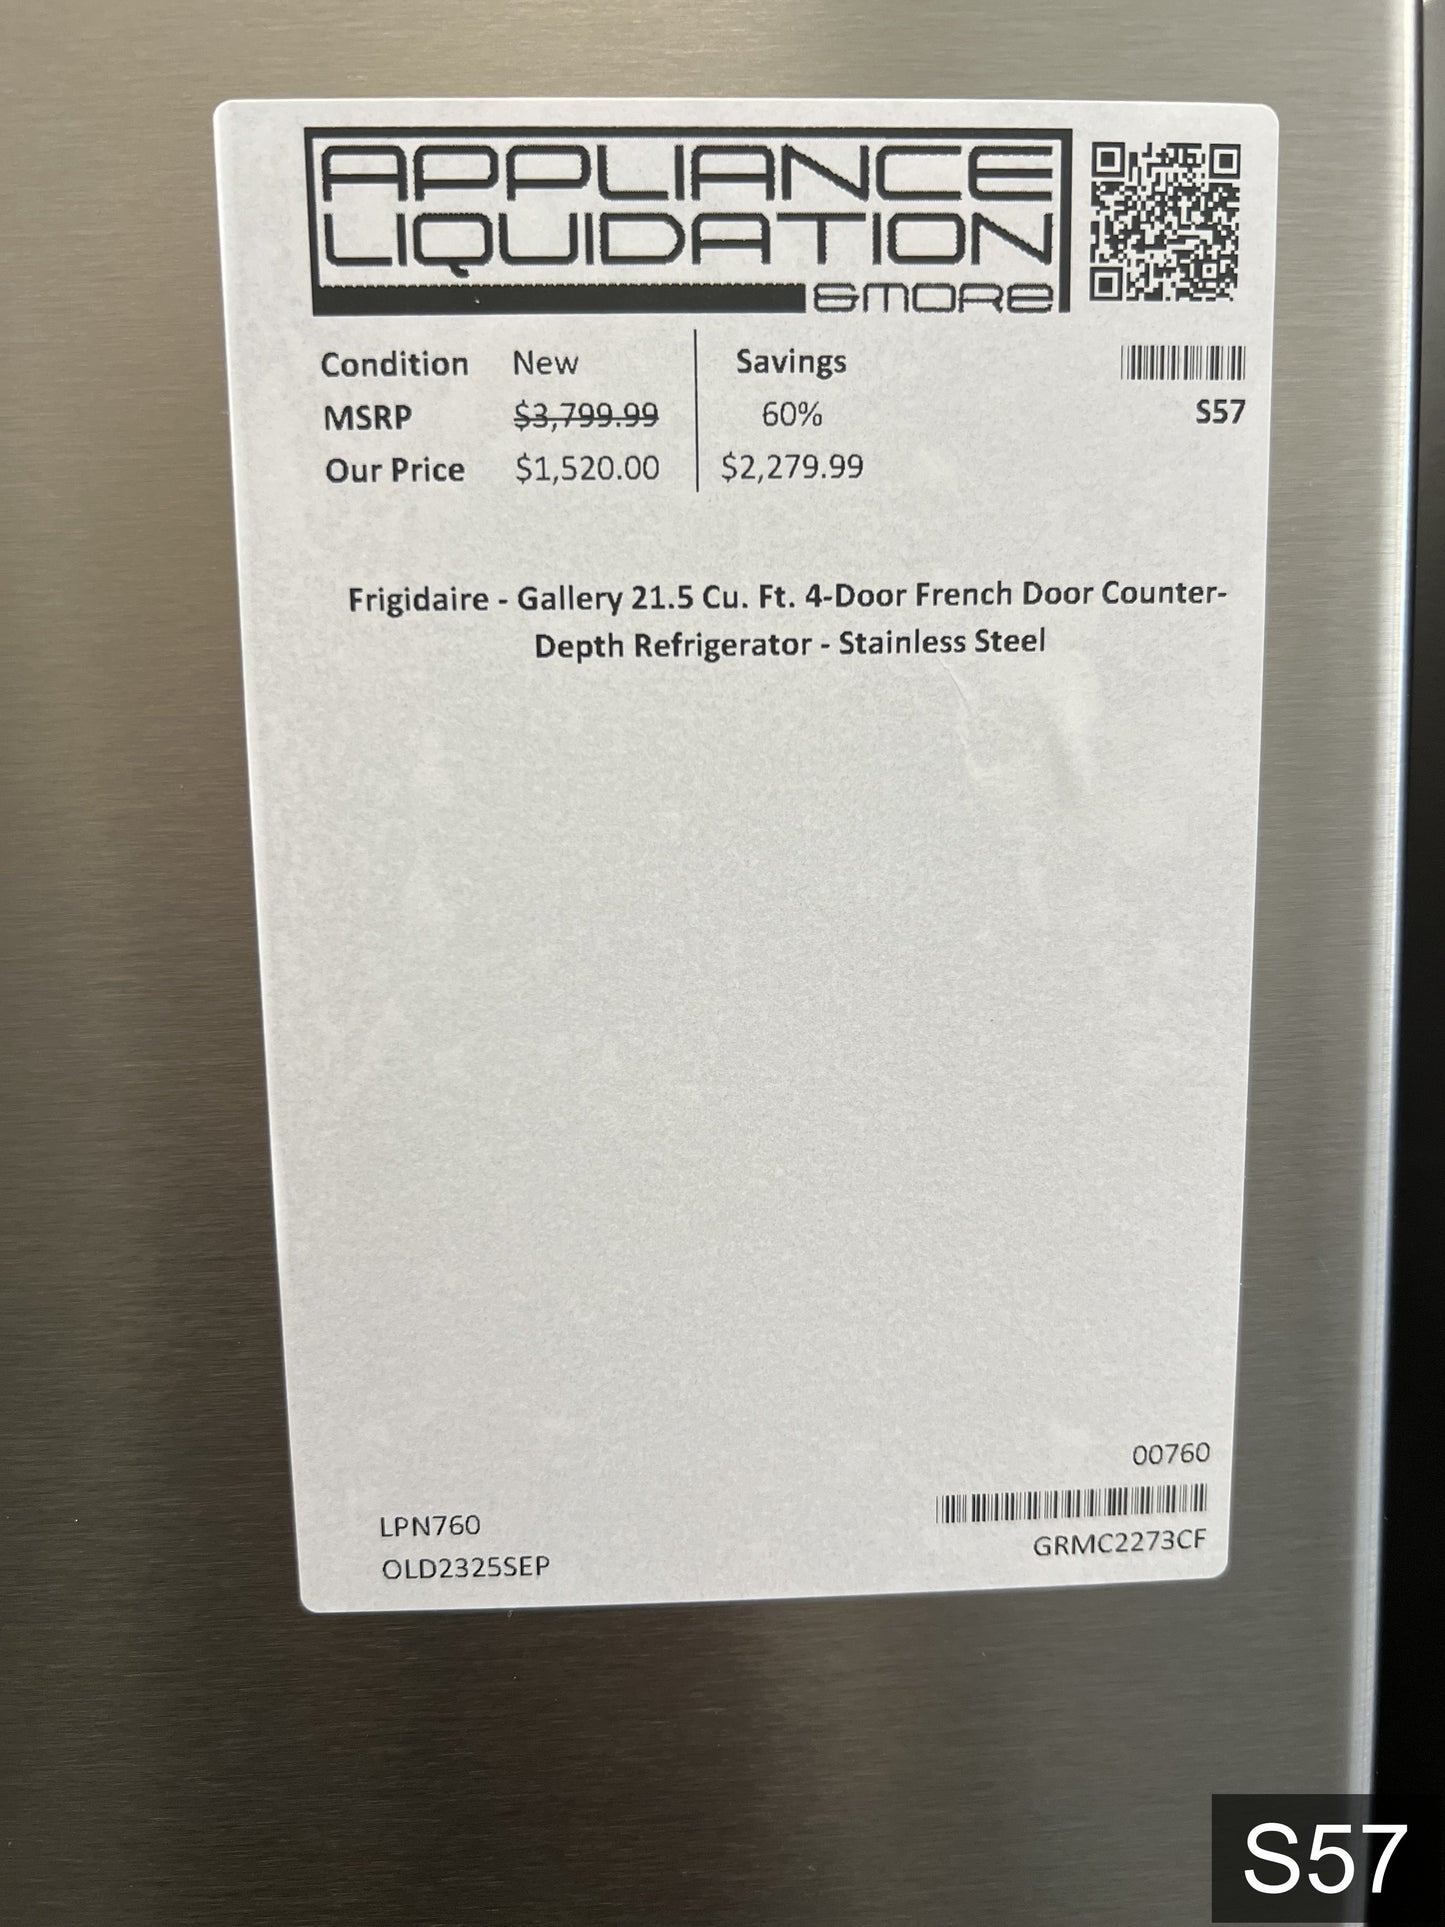 APPLIANCE
LIQUIDATION
&MORE
Condition New
MSRP $3,799.99
Our Price $1,520.00
Savings
60%
$2,279.99
S57
Frigidaire - Gallery 21.5 Cu. Ft. 4-Door French Door Counter-
Depth Refrigerator - Stainless Steel
00760
LPN760
OLD2325SEP
GRMC2273CF
S57